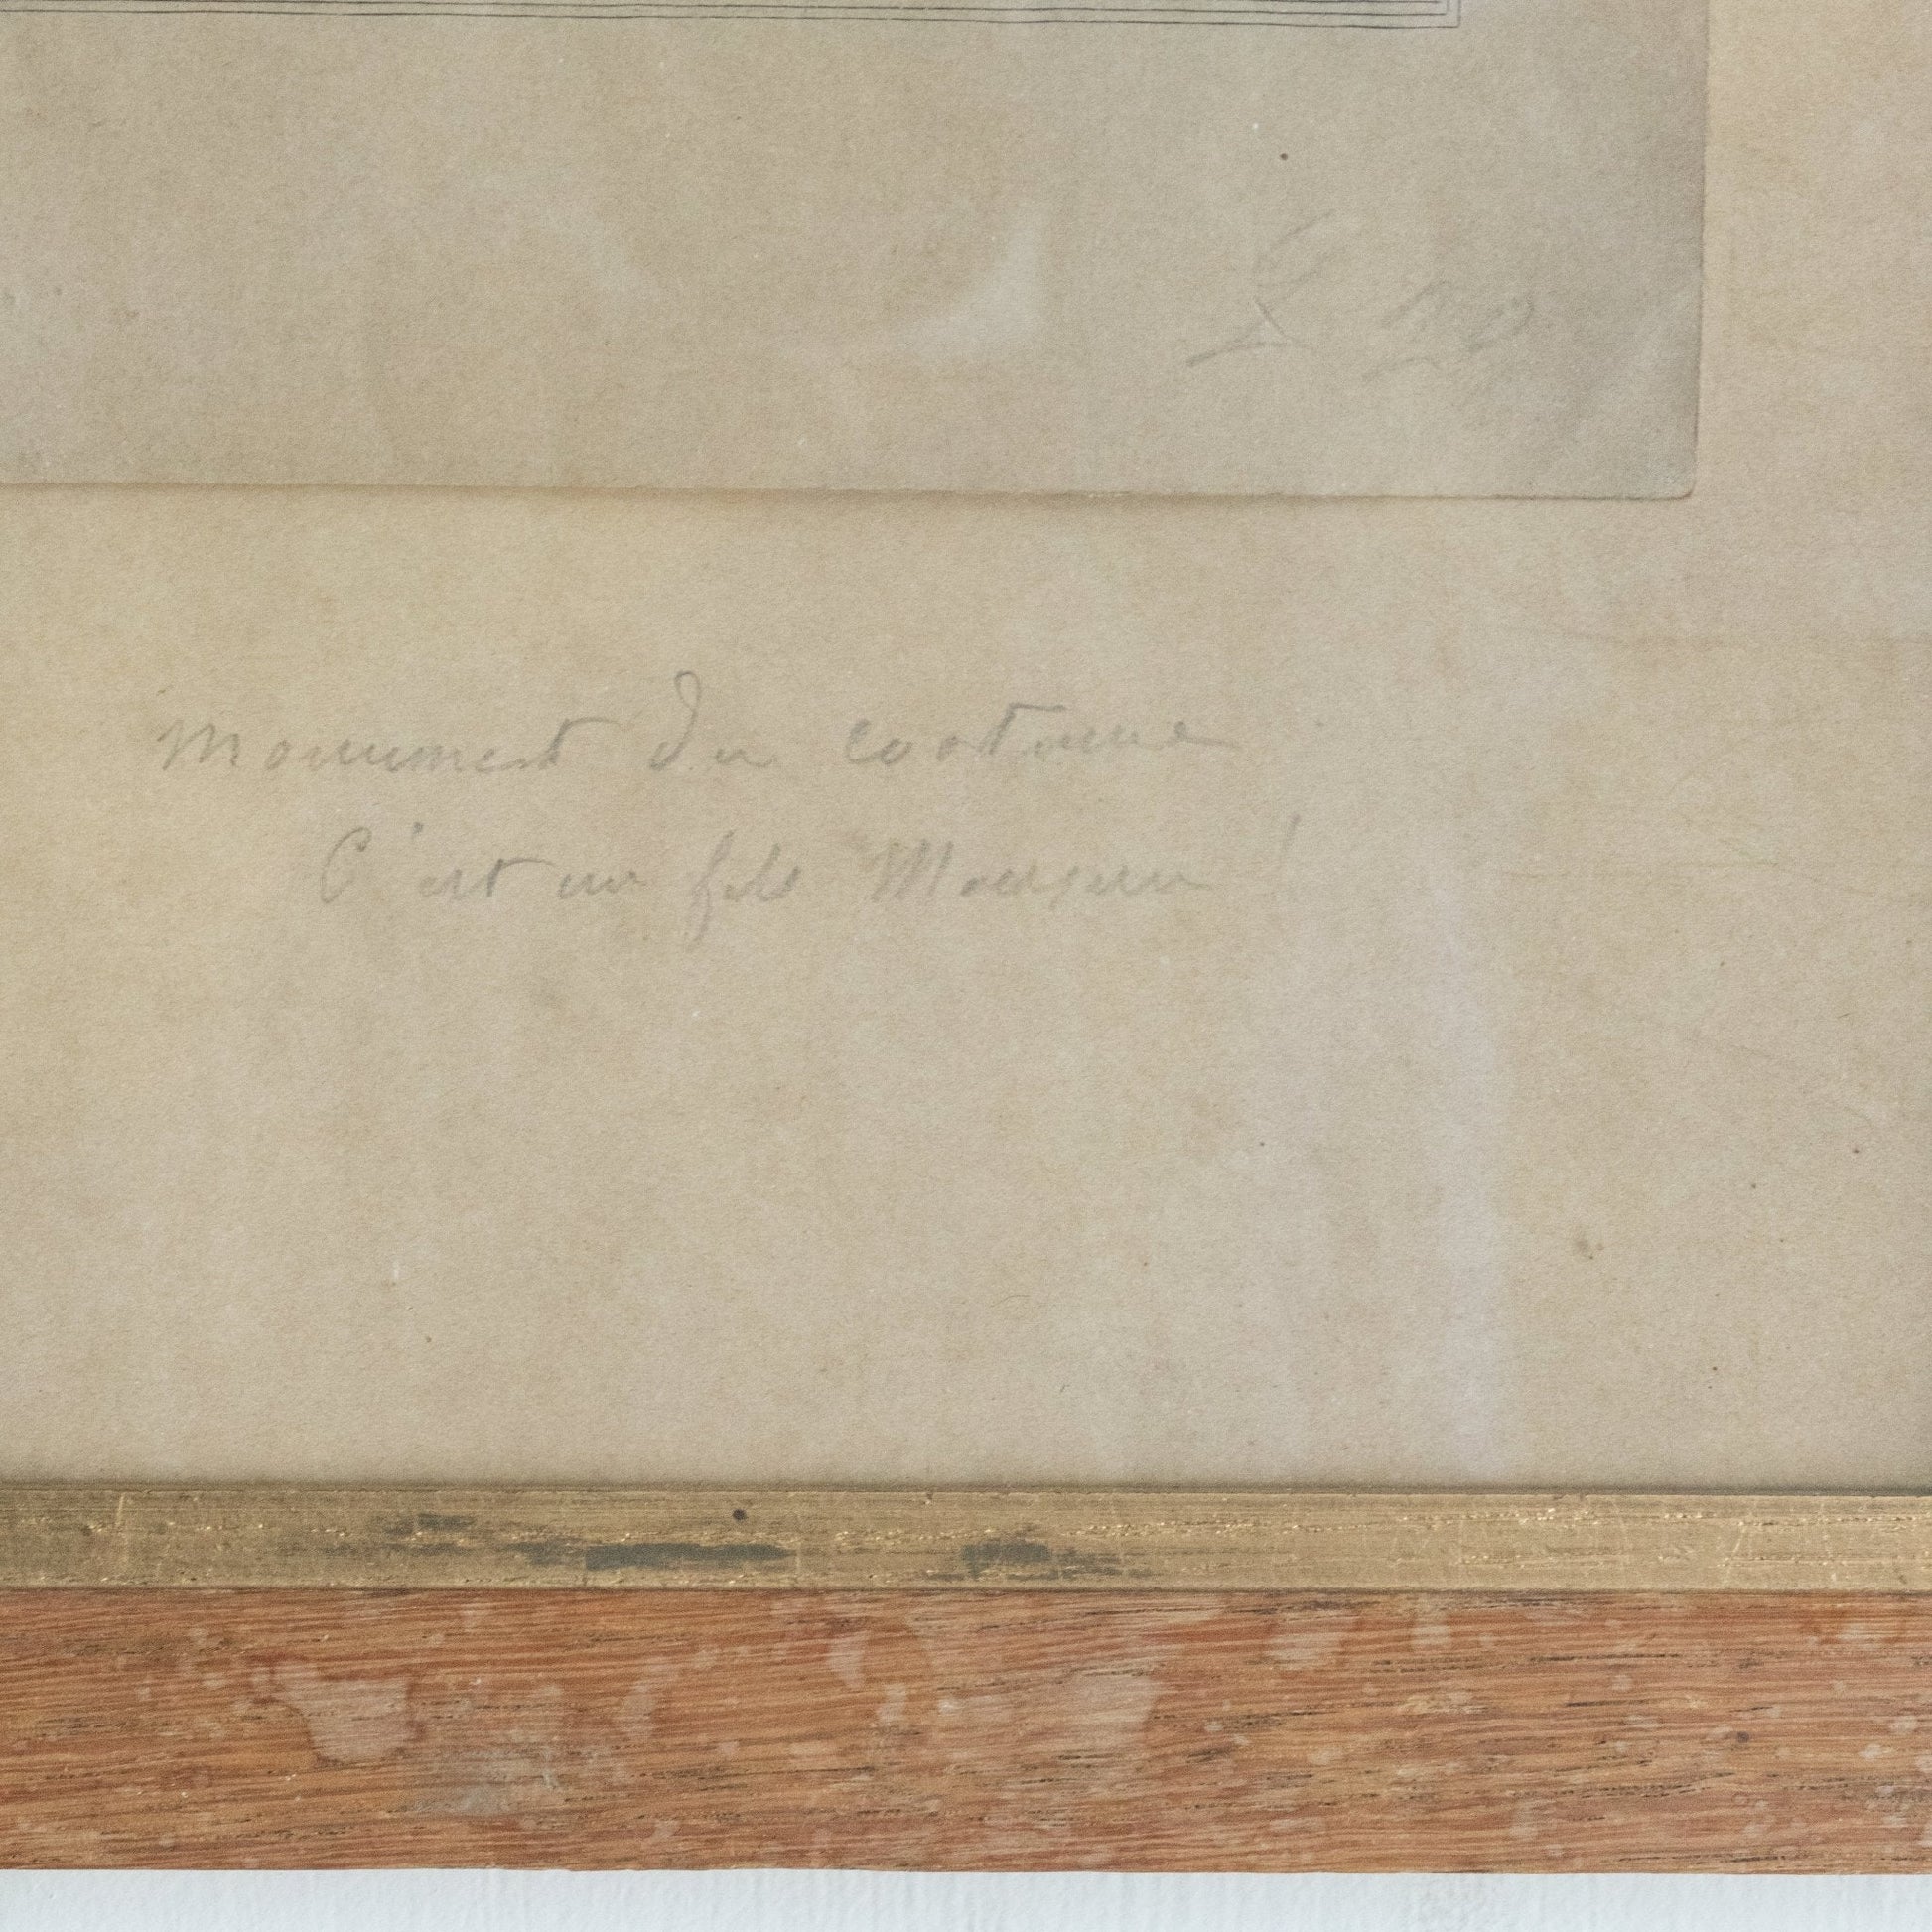 Monument du costume
C'est un fils Monsieur !